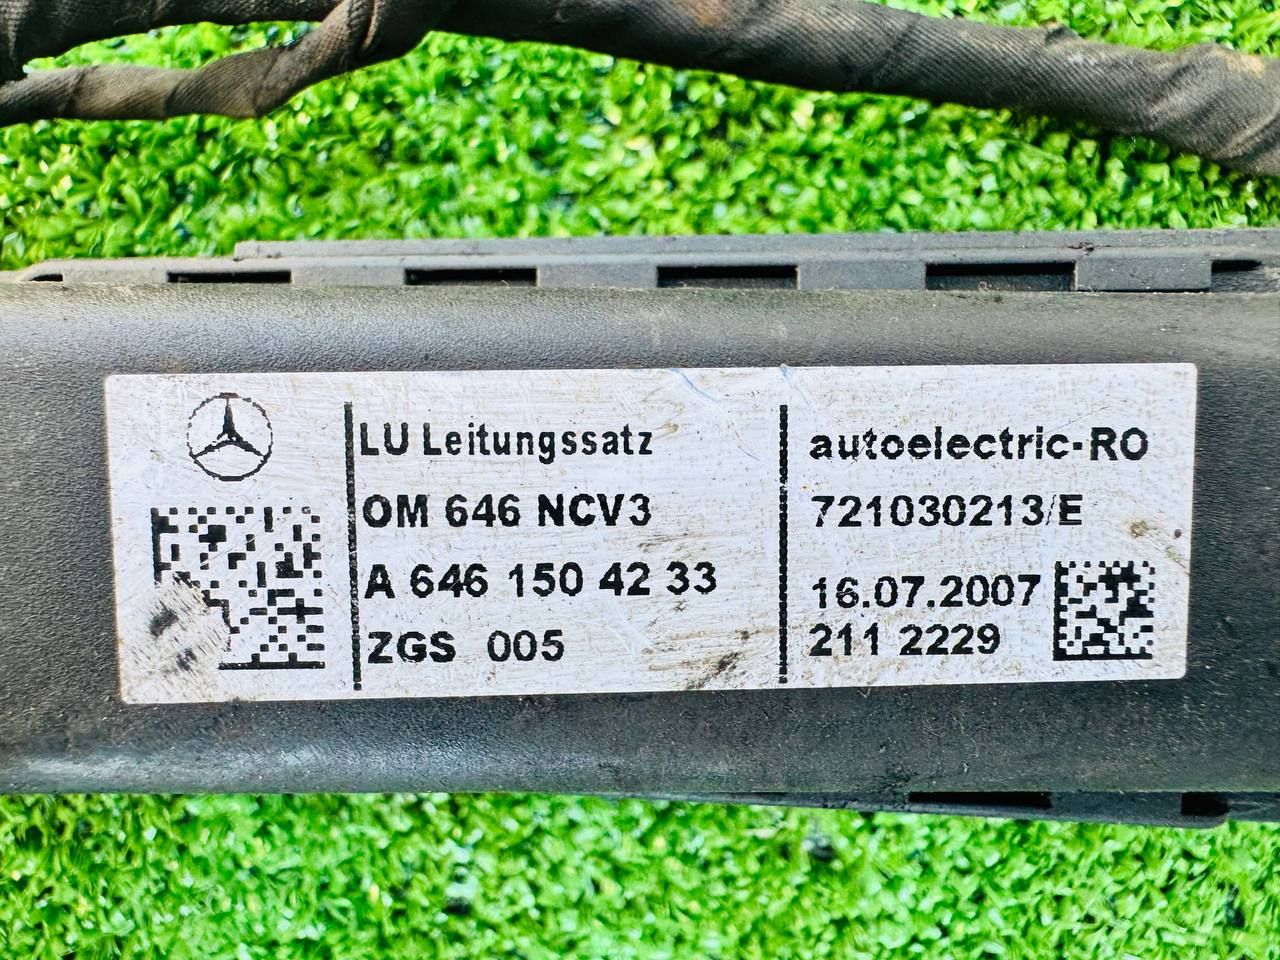 LU Leitungssatz
OM 646 NCV3
A 646 150 42 33
ZGS 005
autoelectric-RO
721030213/E
16.07.2007
211 2229